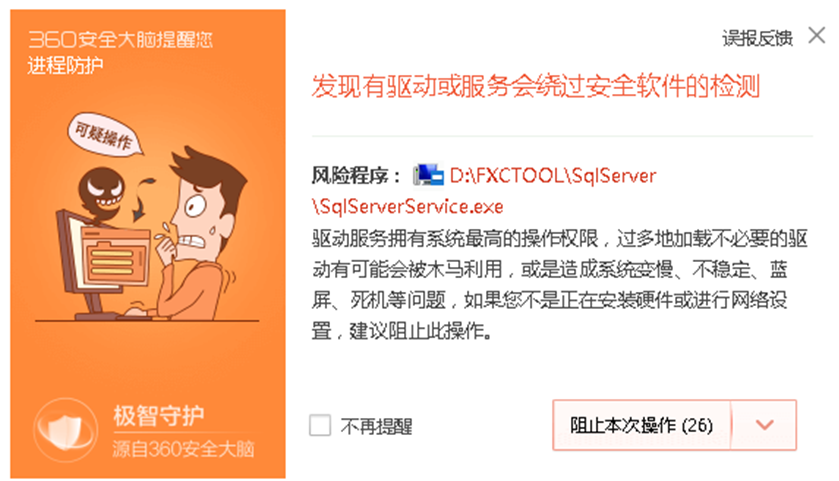 360安全大脑提醒您
进程防护
可疑操作
极智守护
源自360安全大脑
误报反馈
发现有驱动或服务会绕过安全软件的检测
风险程序： D:\FXCTOOL\SqlServer
\SqlServerService.exe
驱动服务拥有系统最高的操作权限，过多地加载不必要的驱
动有可能会被木马利用，或是造成系统变慢、不稳定、蓝
屏、死机等问题，如果您不是正在安装硬件或进行网络设
置，建议阻止此操作。
不再提醒
阻止本次操作 (26)